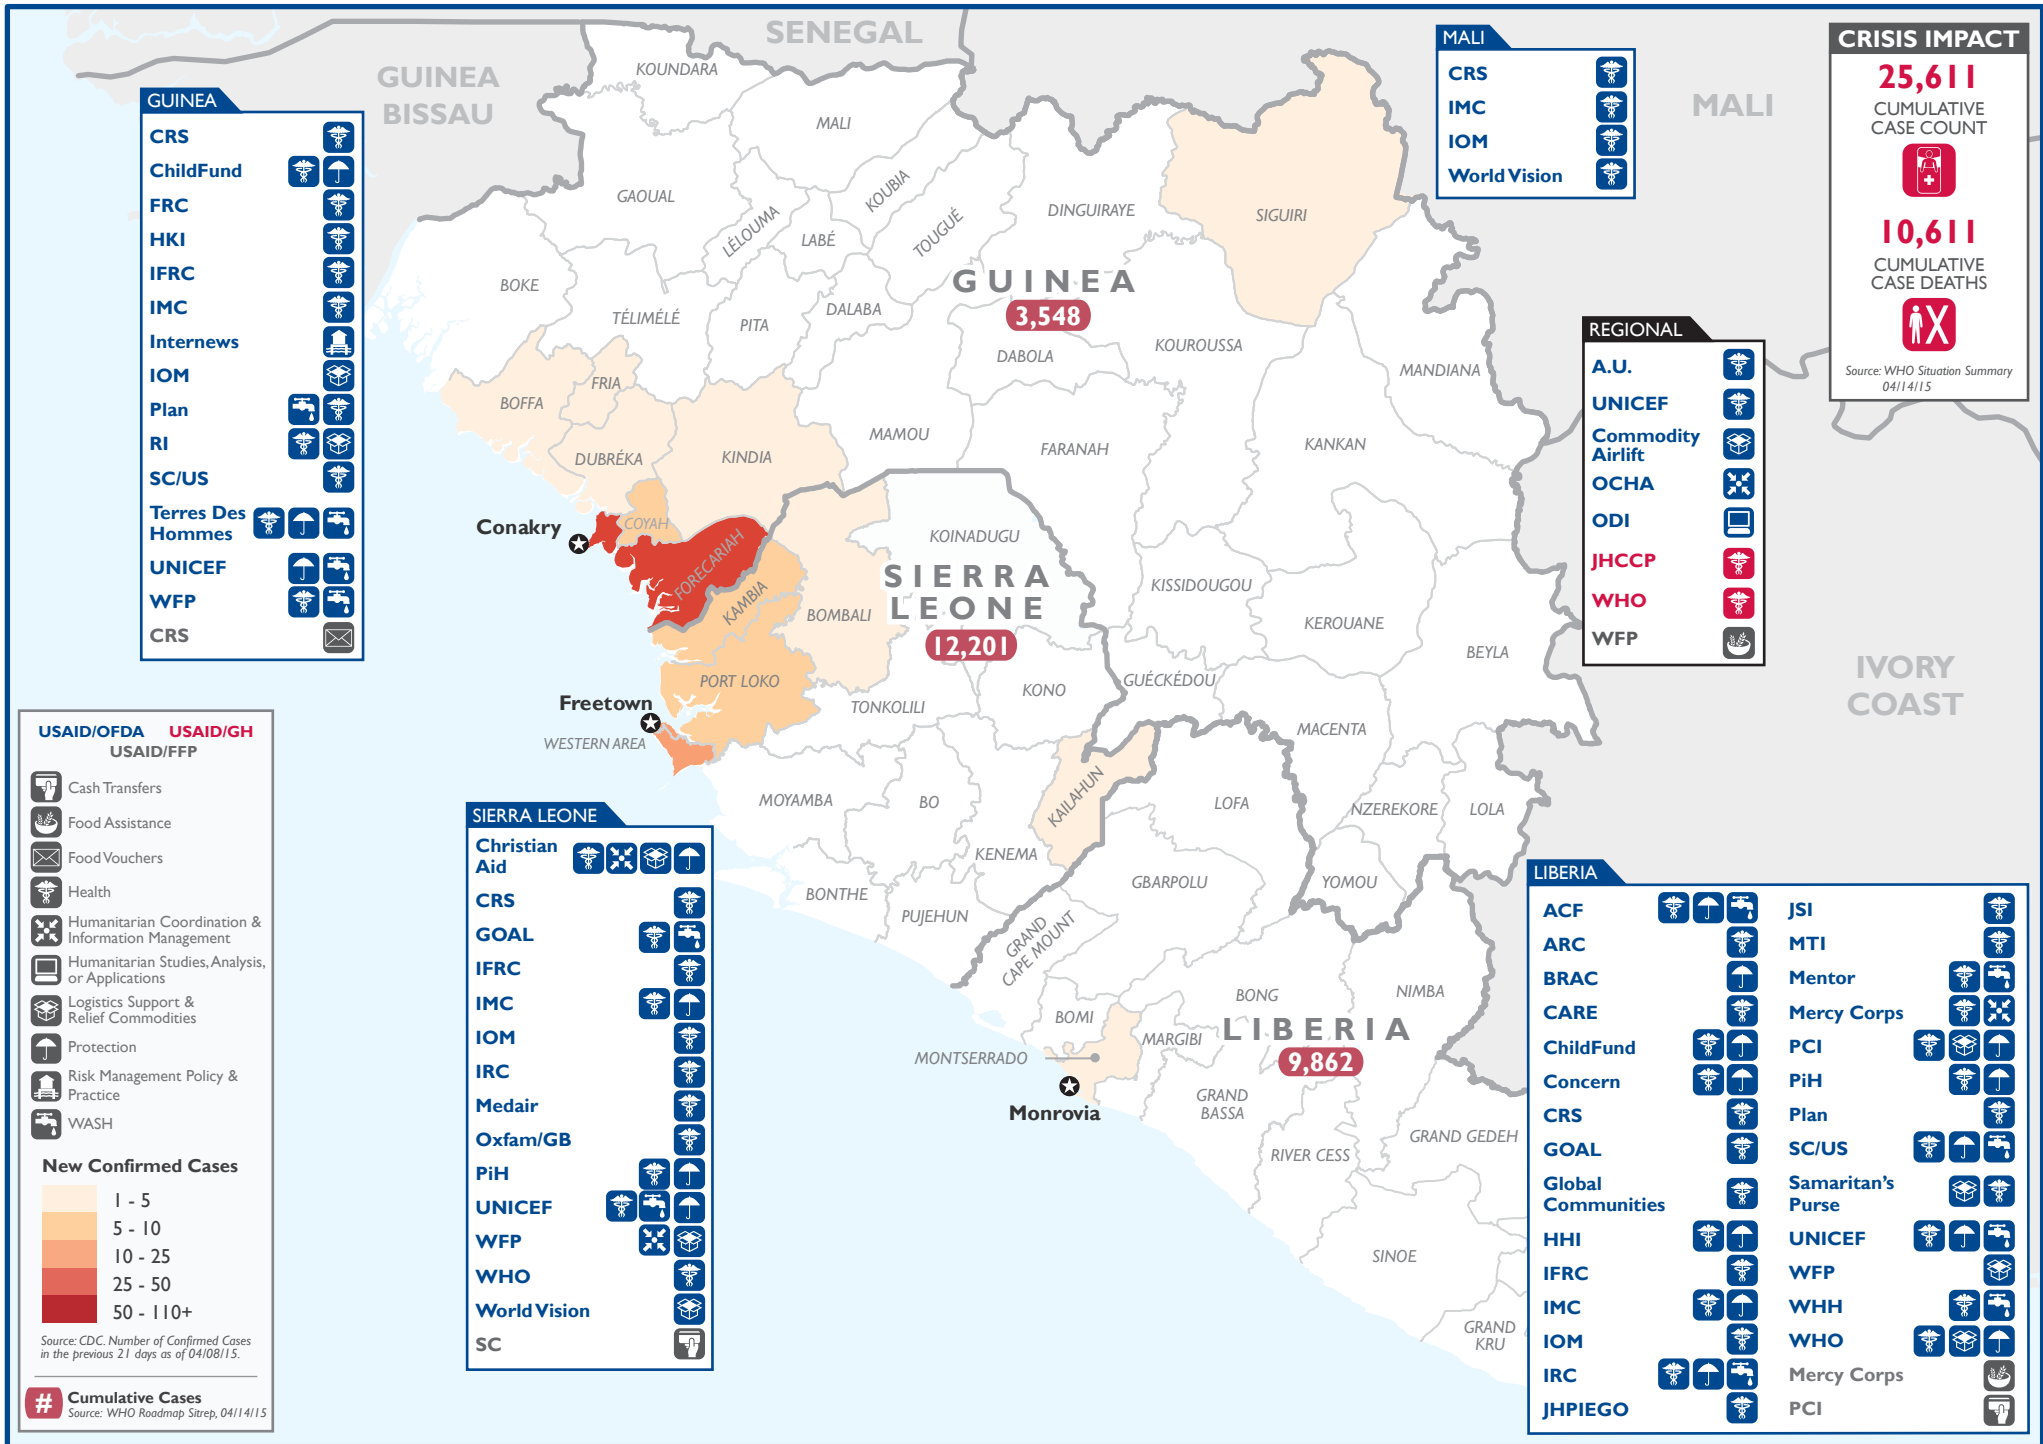 SENEGAL
GUINEA
BISSAU
MALI
IVORY
COAST
CRISIS IMPACT
25,611
CUMULATIVE
CASE COUNT
10,611
CUMULATIVE
CASE DEATHS
Source: WHO Situation Summary
04/14/15
GUINEA
CRS
ChildFund
FRC
HKI
IFRC
IMC
Internews
IOM
Plan
RI
SC/US
Terres Des
Hommes
UNICEF
WFP
CRS
MALI
CRS
IMC
IOM
World Vision
REGIONAL
A.U.
UNICEF
Commodity
Airlift
OCHA
ODI
JHCCP
WHO
WFP
KOUNDARA
MALI
GAOUAL
KOUBIA
LÉLOUMA
LABÉ
TOUGUÉ
DINGUIRAYE
SIGUIRI
BOKE
TÉLIMÉLÉ
PITA
DALABA
GUINEA
3,548
DABOLA
KOUROUSSA
MANDIANA
FRIA
BOFFA
DUBRÉKA
KINDIA
MAMOU
FARANAH
KANKAN
Conakry
COYAH
FORECARIAH
KAMBIA
BOMBALI
KOINADUGU
SIERRA
LEONE
12,201
KISSIDOUGOU
KEROUANE
BEYLA
PORT LOKO
TONKOLILI
KONO
GUÉCKÉDOU
MACENTA
Freetown
WESTERN AREA
MOYAMBA
BO
KAILAHUN
LOFA
NZEREKORE
LOLA
KENEMA
BONTHE
PUJEHUN
GBARPOLU
YOMOU
GRAND
CAPE MOUNT
BOMI
BONG
NIMBA
MARGIBI
LIBERIA
9,862
MONTSERRADO
Monrovia
GRAND
BASSA
RIVER CESS
GRAND GEDEH
SINOE
GRAND
KRU
USAID/OFDA USAID/GH
USAID/FFP
Cash Transfers
Food Assistance
Food Vouchers
Health
Humanitarian Coordination &
Information Management
Humanitarian Studies, Analysis,
or Applications
Logistics Support &
Relief Commodities
Protection
Risk Management Policy &
Practice
WASH
New Confirmed Cases
1 - 5
5 - 10
10 - 25
25 - 50
50 - 110+
Source: CDC. Number of Confirmed Cases
in the previous 21 days as of 04/08/15.
# Cumulative Cases
Source: WHO Roadmap Sitrep, 04/14/15
SIERRA LEONE
Christian
Aid
CRS
GOAL
IFRC
IMC
IOM
IRC
Medair
Oxfam/GB
PiH
UNICEF
WFP
WHO
World Vision
SC
LIBERIA
ACF
ARC
BRAC
CARE
ChildFund
Concern
CRS
GOAL
Global
Communities
HHI
IFRC
IMC
IOM
IRC
JHPIEGO
JSI
MTI
Mentor
Mercy Corps
PCI
PiH
Plan
SC/US
Samaritan's
Purse
UNICEF
WFP
WHH
WHO
Mercy Corps
PCI